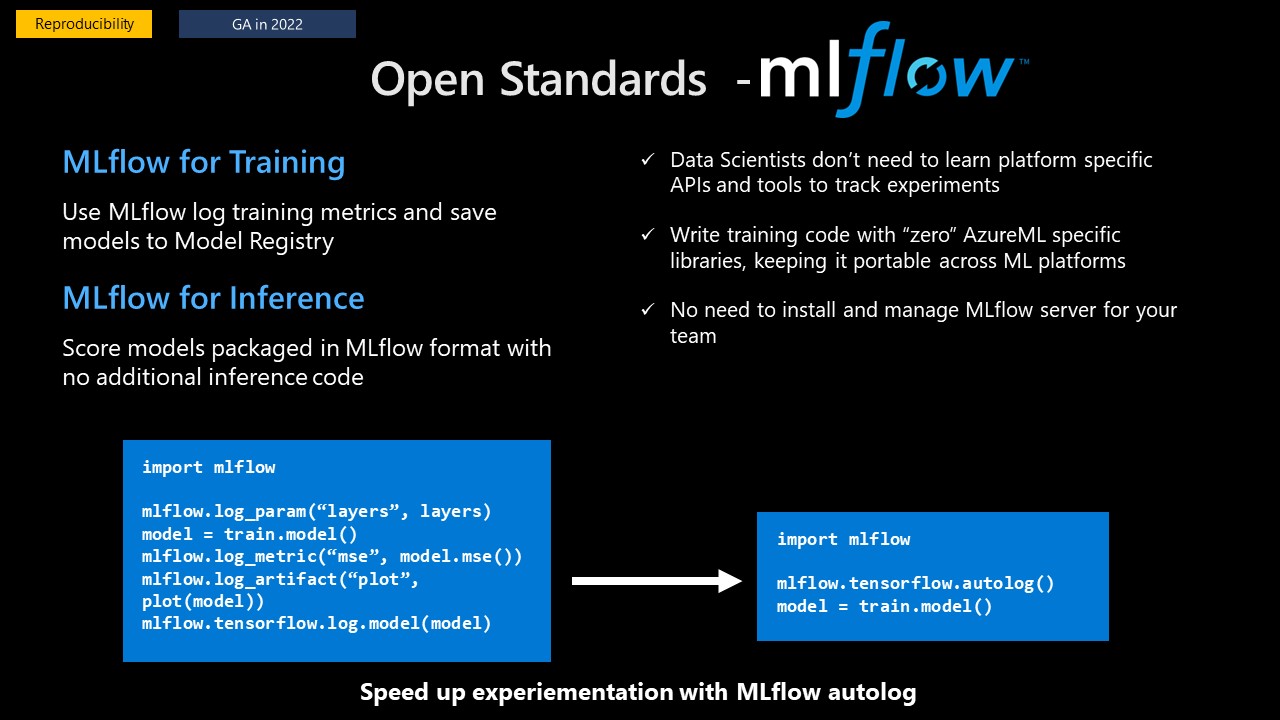 Reproducibility
GA in 2022
Open Standards - mlflow™
MLflow for Training
Use MLflow log training metrics and save
models to Model Registry
MLflow for Inference
Score models packaged in MLflow format with
no additional inference code
✓ Data Scientists don’t need to learn platform specific
APIs and tools to track experiments
✓ Write training code with “zero” AzureML specific
libraries, keeping it portable across ML platforms
✓ No need to install and manage MLflow server for your
team
import mlflow
mlflow.log_param(“layers”, layers)
model = train.model()
mlflow.log_metric(“mse”, model.mse())
mlflow.log_artifact(“plot”,
plot(model))
mlflow.tensorflow.log.model(model)
import mlflow
mlflow.tensorflow.autolog()
model = train.model()
Speed up experiementation with MLflow autolog